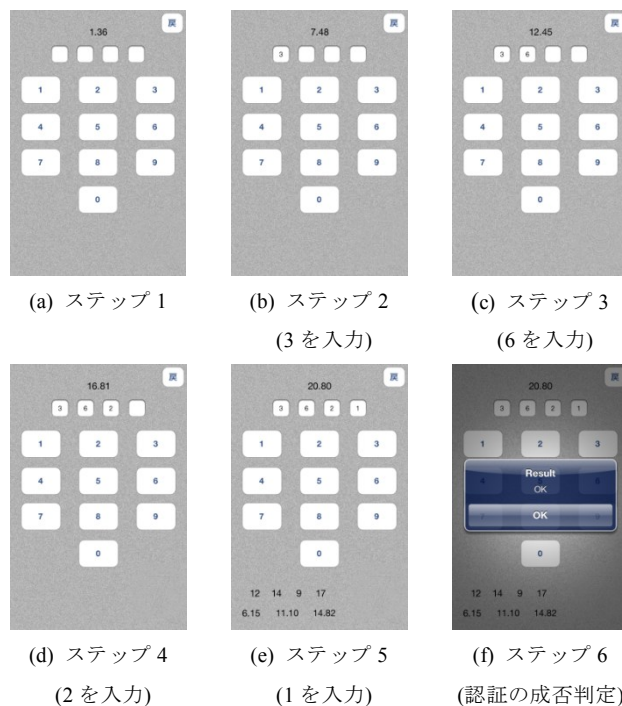 戻
1.36
1 2 3
4 5 6
7 8 9
0
(a) ステップ 1
戻
7.48
3
1 2 3
4 5 6
7 8 9
0
(b) ステップ 2
(3 を入力)
戻
12.45
3 6
1 2 3
4 5 6
7 8 9
0
(c) ステップ 3
(6 を入力)
戻
16.81
3 6 2
1 2 3
4 5 6
7 8 9
0
(d) ステップ 4
(2 を入力)
戻
20.80
3 6 2 1
1 2 3
4 5 6
7 8 9
0
12 14 9 17
6.15 11.10 14.82
(e) ステップ 5
(1 を入力)
戻
20.80
3 6 2 1
1 2 3
Result
OK
OK
0
12 14 9 17
6.15 11.10 14.82
(f) ステップ 6
(認証の成否判定)